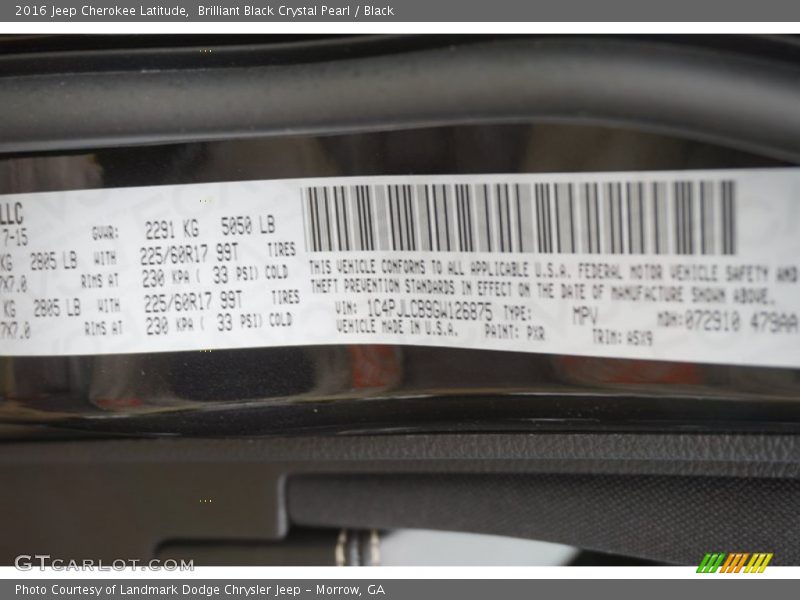 2016 Jeep Cherokee Latitude,  Brilliant Black Crystal Pearl / Black
LLC
7-15
GVWR: 2291 KG 5050 LB
KG 2805 LB WITH 225/60R17 99T TIRES
7X7.0 RIMS AT 230 KPA ( 33 PSI) COLD
KG 2805 LB WITH 225/60R17 99T TIRES
7X7.0 RIMS AT 230 KPA ( 33 PSI) COLD
THIS VEHICLE CONFORMS TO ALL APPLICABLE U.S.A. FEDERAL MOTOR VEHICLE SAFETY AND
THEFT PREVENTION STANDARDS IN EFFECT ON THE DATE OF MANUFACTURE SHOWN ABOVE.
VIN: 1C4PJLCB9GW126875 TYPE: MPV MDH:072910 479AA
VEHICLE MADE IN U.S.A. PAINT: PXR TRIM: A5X9
GTCARLOT.COM
Photo Courtesy of Landmark Dodge Chrysler Jeep – Morrow, GA